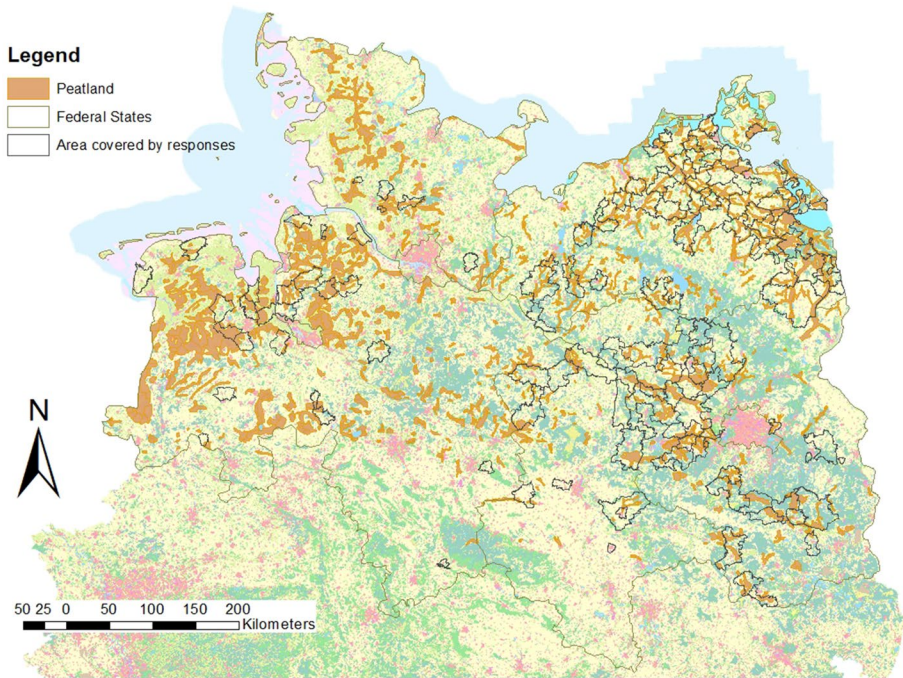 Legend
Peatland
Federal States
Area covered by responses
N
50 25 0 50 100 150 200
Kilometers